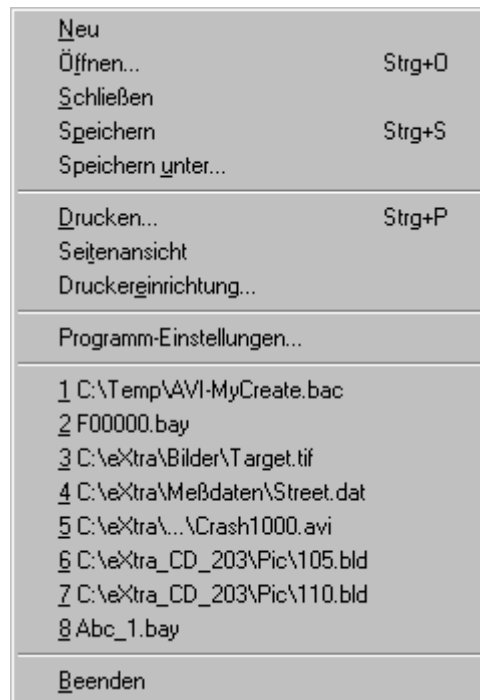 Neu
Öffnen... Strg+O
Schließen
Speichern Strg+S
Speichern unter...
Drucken... Strg+P
Seitenansicht
Druckereinrichtung...
Programm-Einstellungen...
1 C:\Temp\AVI-MyCreate.bac
2 F00000.bay
3 C:\eXtra\Bilder\Target.tif
4 C:\eXtra\Meßdaten\Street.dat
5 C:\eXtra\...\Crash1000.avi
6 C:\eXtra_CD_203\Pic\105.bld
7 C:\eXtra_CD_203\Pic\110.bld
8 Abc_1.bay
Beenden